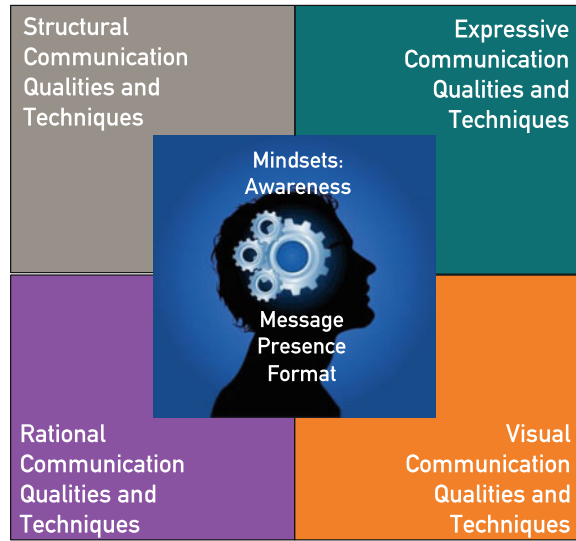 Structural
Communication
Qualities and
Techniques
Expressive
Communication
Qualities and
Techniques
Mindsets:
Awareness
Message
Presence
Format
Rational
Communication
Qualities and
Techniques
Visual
Communication
Qualities and
Techniques